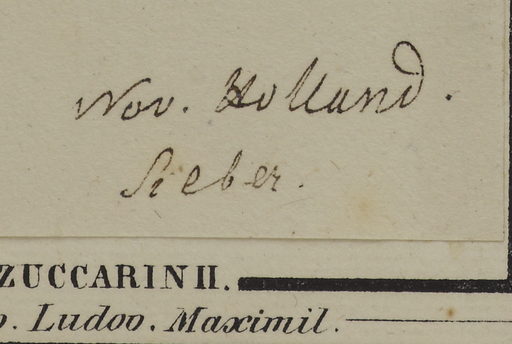 Nov. Holland.
Sieber.
ZUCCARINII.
o. Ludov. Maximil.